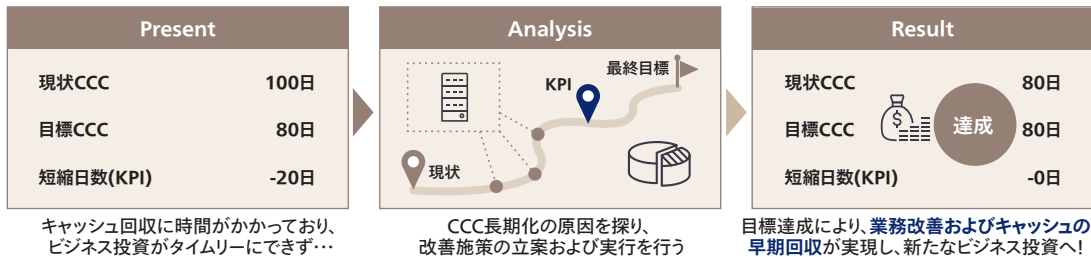 Present
現状CCC 100日
目標CCC 80日
短縮日数(KPI) -20日
キャッシュ回収に時間がかかっており、
ビジネス投資がタイムリーにできず…
Analysis
最終目標
KPI
現状
CCC長期化の原因を探り、
改善施策の立案および実行を行う
Result
現状CCC 80日
目標CCC 80日
$
達成
短縮日数(KPI) -0日
目標達成により、業務改善およびキャッシュの
早期回収が実現し、新たなビジネス投資へ!